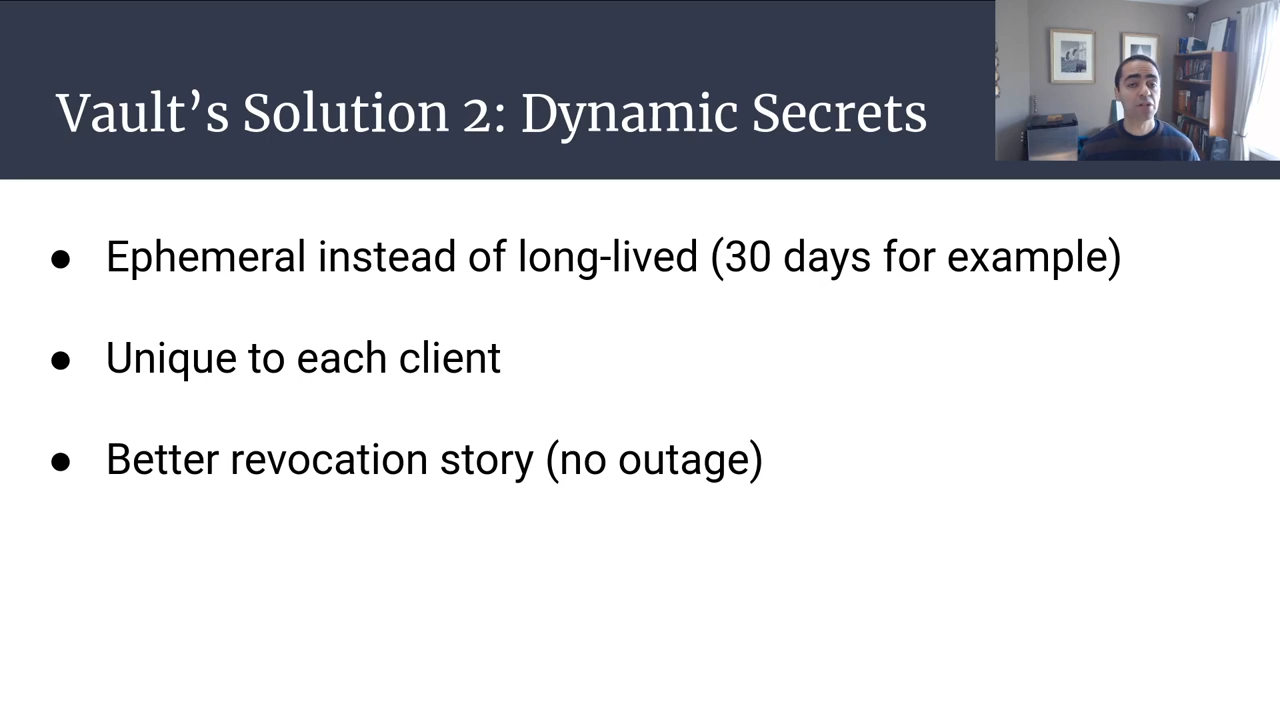 Vault’s Solution 2: Dynamic Secrets
● Ephemeral instead of long-lived (30 days for example)
● Unique to each client
● Better revocation story (no outage)